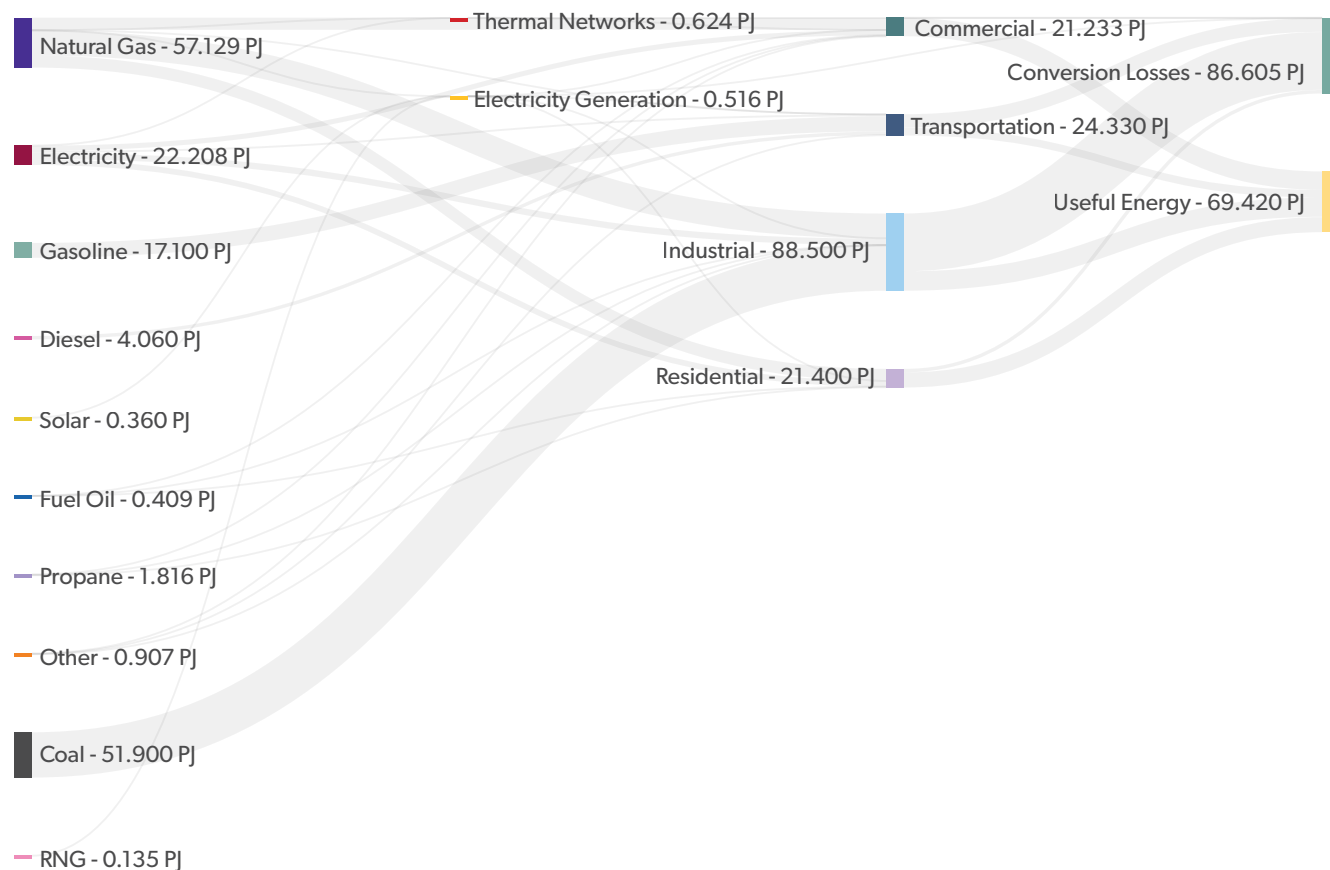 Natural Gas - 57.129 PJ
Electricity - 22.208 PJ
Gasoline - 17.100 PJ
Diesel - 4.060 PJ
Solar - 0.360 PJ
Fuel Oil - 0.409 PJ
Propane - 1.816 PJ
Other - 0.907 PJ
Coal - 51.900 PJ
RNG - 0.135 PJ
Thermal Networks - 0.624 PJ
Electricity Generation - 0.516 PJ
Commercial - 21.233 PJ
Transportation - 24.330 PJ
Industrial - 88.500 PJ
Residential - 21.400 PJ
Conversion Losses - 86.605 PJ
Useful Energy - 69.420 PJ